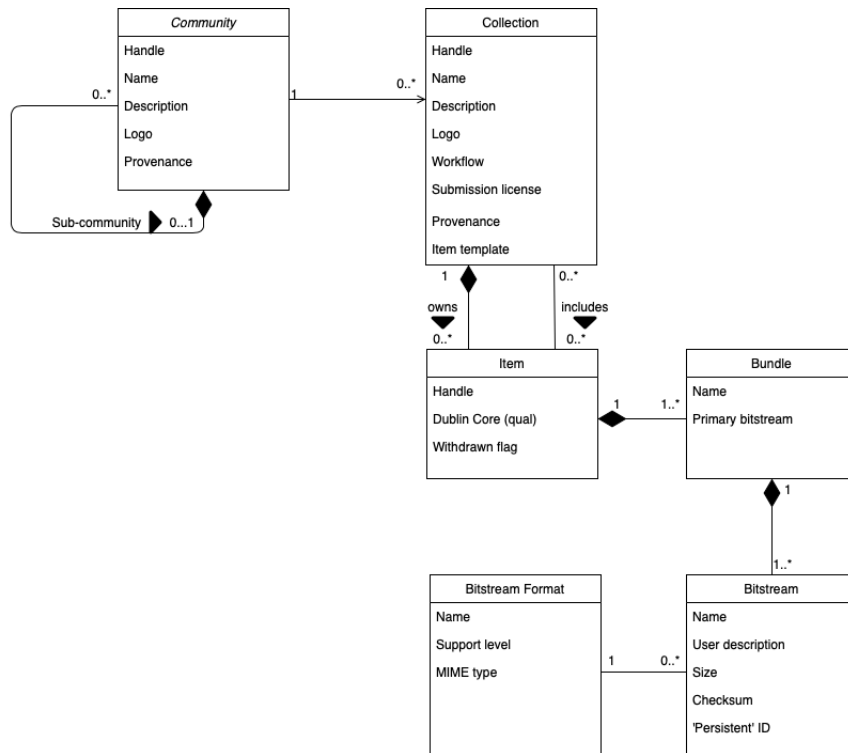 Community
Handle
Name
Description
Logo
Provenance
0..*
Sub-community
0...1
1
0..*
Collection
Handle
Name
Description
Logo
Workflow
Submission license
Provenance
Item template
1
0..*
owns
includes
0..*
0..*
Item
Handle
Dublin Core (qual)
Withdrawn flag
1
1..*
Bundle
Name
Primary bitstream
1
1..*
Bitstream Format
Name
Support level
MIME type
1
0..*
Bitstream
Name
User description
Size
Checksum
'Persistent' ID